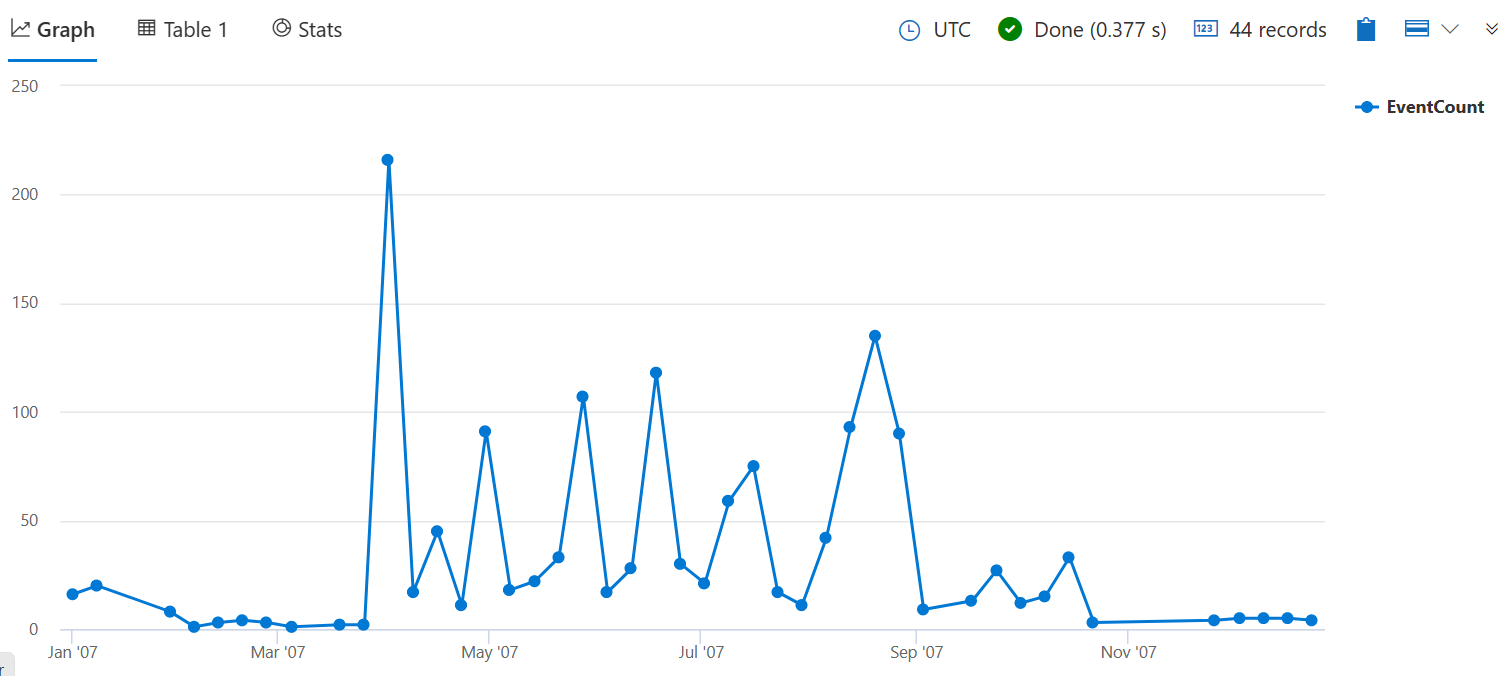 Graph Table 1 Stats UTC Done (0.377 s) 123 44 records
250
EventCount
200
150
100
50
0
Jan '07 Mar '07 May '07 Jul '07 Sep '07 Nov '07
r